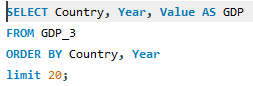 SELECT Country, Year, Value AS GDP
FROM GDP_3
ORDER BY Country, Year
limit 20;